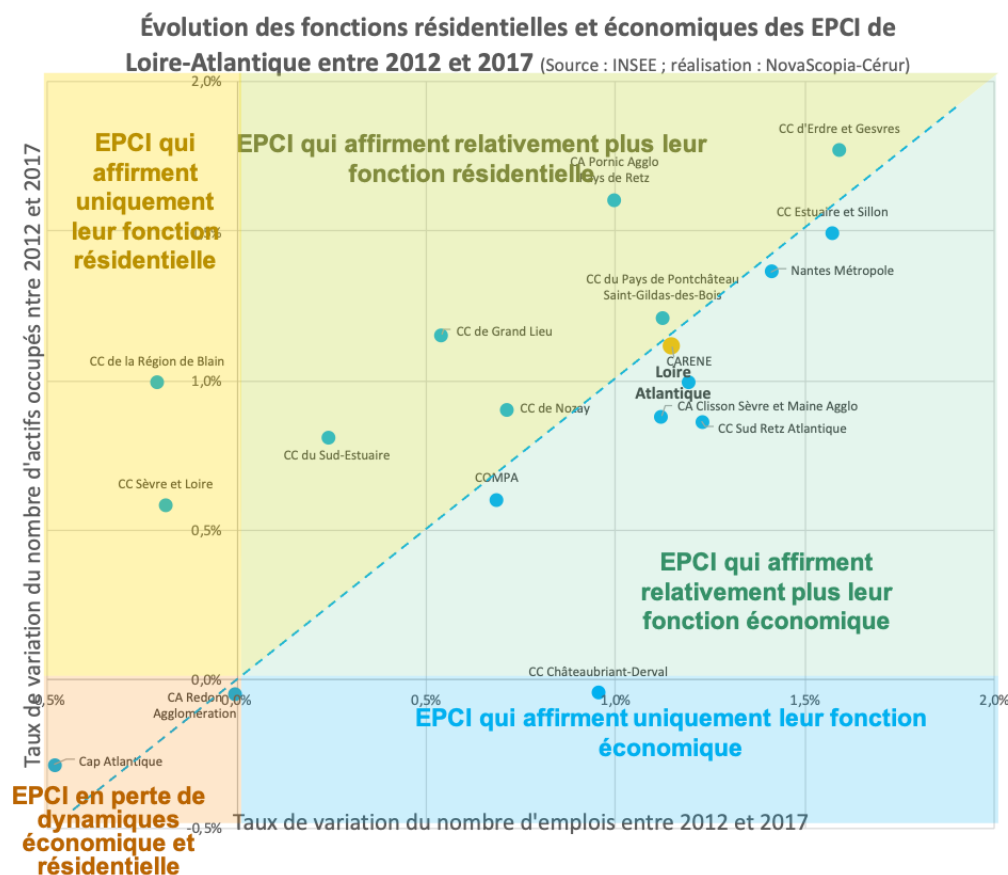 Évolution des fonctions résidentielles et économiques des EPCI de
Loire-Atlantique entre 2012 et 2017 (Source : INSEE ; réalisation : NovaScopia-Cérur)
Taux de variation du nombre d'actifs occupés ntre 2012 et 2017
2,0%
EPCI qui
affirment
uniquement
leur fonction
résidentielle
EPCI qui affirment relativement plus leur
fonction résidentielle
CC d'Erdre et Gesvres
CA Pornic Agglo
Pays de Retz
CC Estuaire et Sillon
Nantes Métropole
CC du Pays de Pontchâteau
Saint-Gildas-des-Bois
CC de Grand Lieu
CC de la Région de Blain
CARENE
Loire
Atlantique
1,0%
CC de Nozay
CA Clisson Sèvre et Maine Agglo
CC Sud Retz Atlantique
CC du Sud-Estuaire
CC Sèvre et Loire
COMPA
0,5%
EPCI qui affirment
relativement plus leur
fonction économique
CC Châteaubriant-Derval
0,0%
0,0%
0,5%
1,0%
1,5%
2,0%
CA Redon
Agglomération
EPCI qui affirment uniquement leur fonction
économique
Cap Atlantique
EPCI en perte de
dynamiques
économique et
résidentielle
-0,5%
Taux de variation du nombre d'emplois entre 2012 et 2017